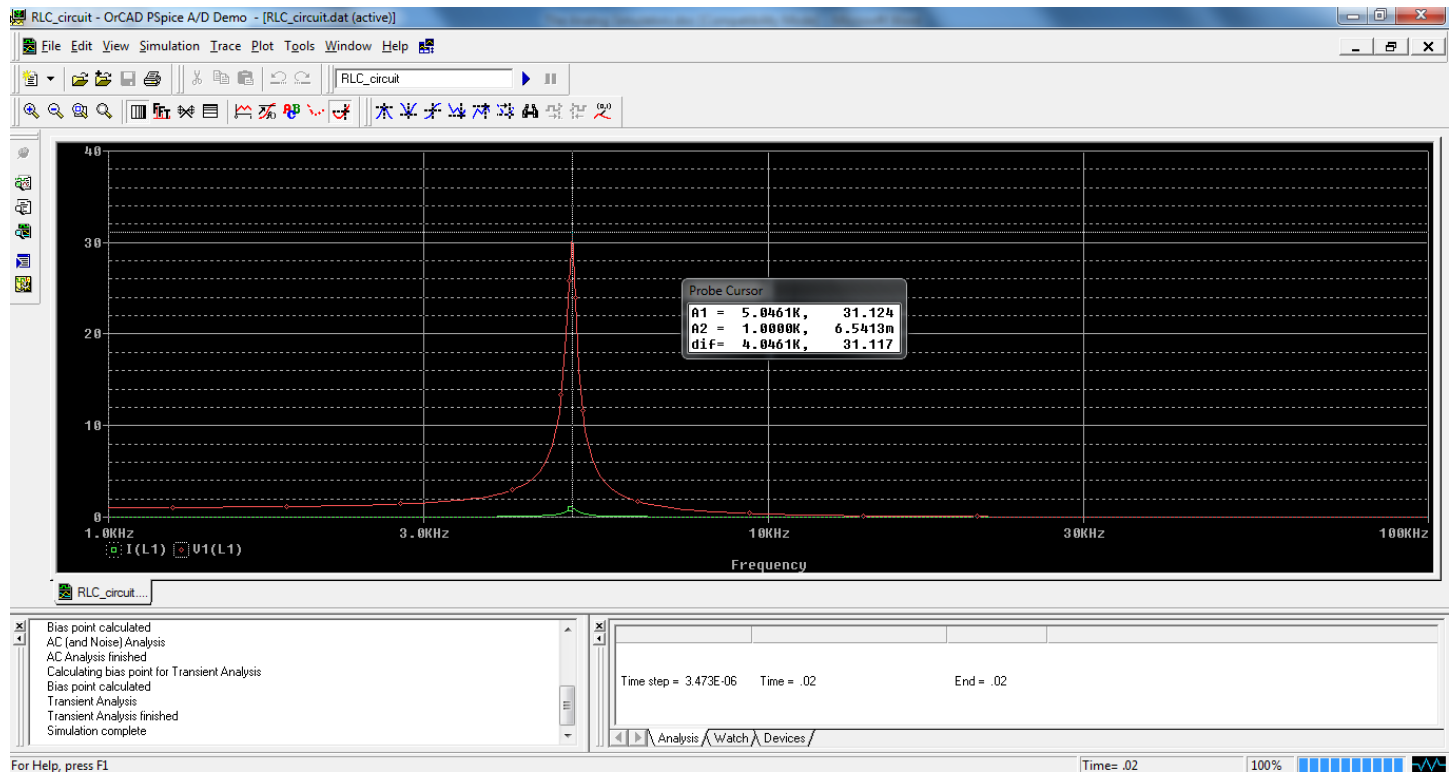 RLC_circuit - OrCAD PSpice A/D Demo - [RLC_circuit.dat (active)]
File Edit View Simulation Trace Plot Tools Window Help
RLC_circuit
40
30
20
10
0
Probe Cursor
A1 = 5.0461K, 31.124
A2 = 1.0000K, 6.5413m
dif= 4.0461K, 31.117
1.0KHz 3.0KHz 10KHz 30KHz 100KHz
I(L1) V1(L1)
Frequency
RLC_circuit....
Bias point calculated
AC (and Noise) Analysis
AC Analysis finished
Calculating bias point for Transient Analysis
Bias point calculated
Transient Analysis
Transient Analysis finished
Simulation complete
Time step = 3.473E-06 Time = .02 End = .02
Analysis Watch Devices
For Help, press F1 Time= .02 100%